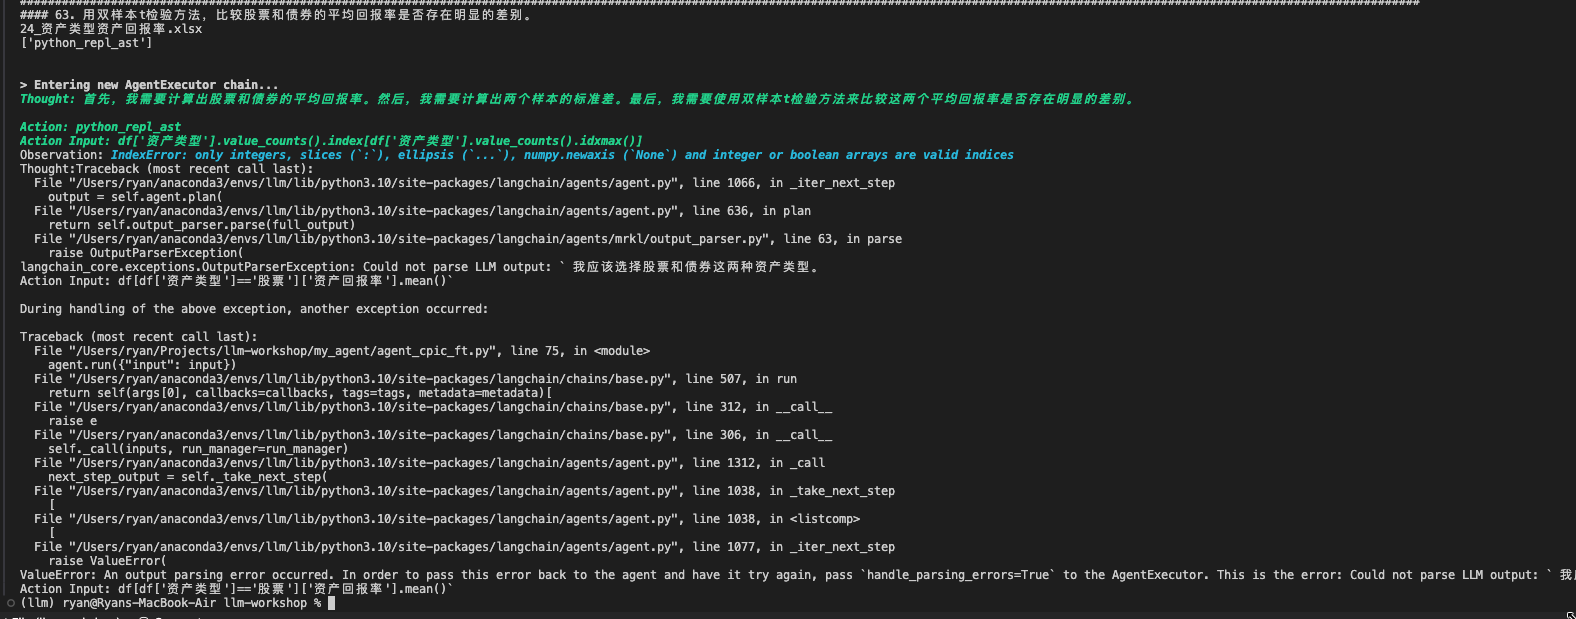 ################################################################################################################################################################################################
#### 63. 用双样本t检验方法，比较股票和债券的平均回报率是否存在明显的差别。
24_资产类型资产回报率.xlsx
['python_repl_ast']
> Entering new AgentExecutor chain...
Thought: 首先，我需要计算出股票和债券的平均回报率。然后，我需要计算出两个样本的标准差。最后，我需要使用双样本t检验方法来比较这两个平均回报率是否存在明显的差别。
Action: python_repl_ast
Action Input: df['资产类型'].value_counts().index[df['资产类型'].value_counts().idxmax()]
Observation: IndexError: only integers, slices (`:`), ellipsis (`...`), numpy.newaxis (`None`) and integer or boolean arrays are valid indices
Thought:Traceback (most recent call last):
  File "/Users/ryan/anaconda3/envs/llm/lib/python3.10/site-packages/langchain/agents/agent.py", line 1066, in _iter_next_step
    output = self.agent.plan(
  File "/Users/ryan/anaconda3/envs/llm/lib/python3.10/site-packages/langchain/agents/agent.py", line 636, in plan
    return self.output_parser.parse(full_output)
  File "/Users/ryan/anaconda3/envs/llm/lib/python3.10/site-packages/langchain/agents/mrkl/output_parser.py", line 63, in parse
    raise OutputParserException(
langchain_core.exceptions.OutputParserException: Could not parse LLM output: ` 我应该选择股票和债券这两种资产类型。
Action Input: df[df['资产类型']=='股票']['资产回报率'].mean()`
During handling of the above exception, another exception occurred:
Traceback (most recent call last):
  File "/Users/ryan/Projects/llm-workshop/my_agent/agent_cpic_ft.py", line 75, in <module>
    agent.run({"input": input})
  File "/Users/ryan/anaconda3/envs/llm/lib/python3.10/site-packages/langchain/chains/base.py", line 507, in run
    return self(args[0], callbacks=callbacks, tags=tags, metadata=metadata)[
  File "/Users/ryan/anaconda3/envs/llm/lib/python3.10/site-packages/langchain/chains/base.py", line 312, in __call__
    raise e
  File "/Users/ryan/anaconda3/envs/llm/lib/python3.10/site-packages/langchain/chains/base.py", line 306, in __call__
    self._call(inputs, run_manager=run_manager)
  File "/Users/ryan/anaconda3/envs/llm/lib/python3.10/site-packages/langchain/agents/agent.py", line 1312, in _call
    next_step_output = self._take_next_step(
  File "/Users/ryan/anaconda3/envs/llm/lib/python3.10/site-packages/langchain/agents/agent.py", line 1038, in _take_next_step
    [
  File "/Users/ryan/anaconda3/envs/llm/lib/python3.10/site-packages/langchain/agents/agent.py", line 1038, in <listcomp>
    [
  File "/Users/ryan/anaconda3/envs/llm/lib/python3.10/site-packages/langchain/agents/agent.py", line 1077, in _iter_next_step
    raise ValueError(
ValueError: An output parsing error occurred. In order to pass this error back to the agent and have it try again, pass `handle_parsing_errors=True` to the AgentExecutor. This is the error: Could not parse LLM output: ` 我
Action Input: df[df['资产类型']=='股票']['资产回报率'].mean()`
(llm) ryan@Ryans-MacBook-Air llm-workshop %